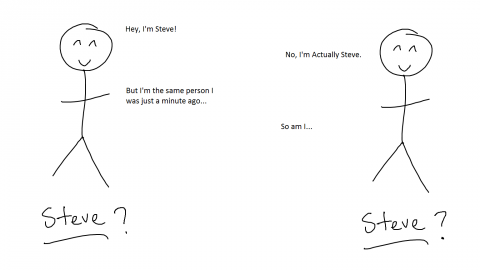 Hey, I'm Steve!
No, I'm Actually Steve.
But I'm the same person I
was just a minute ago...
So am I...
Steve?
Steve?